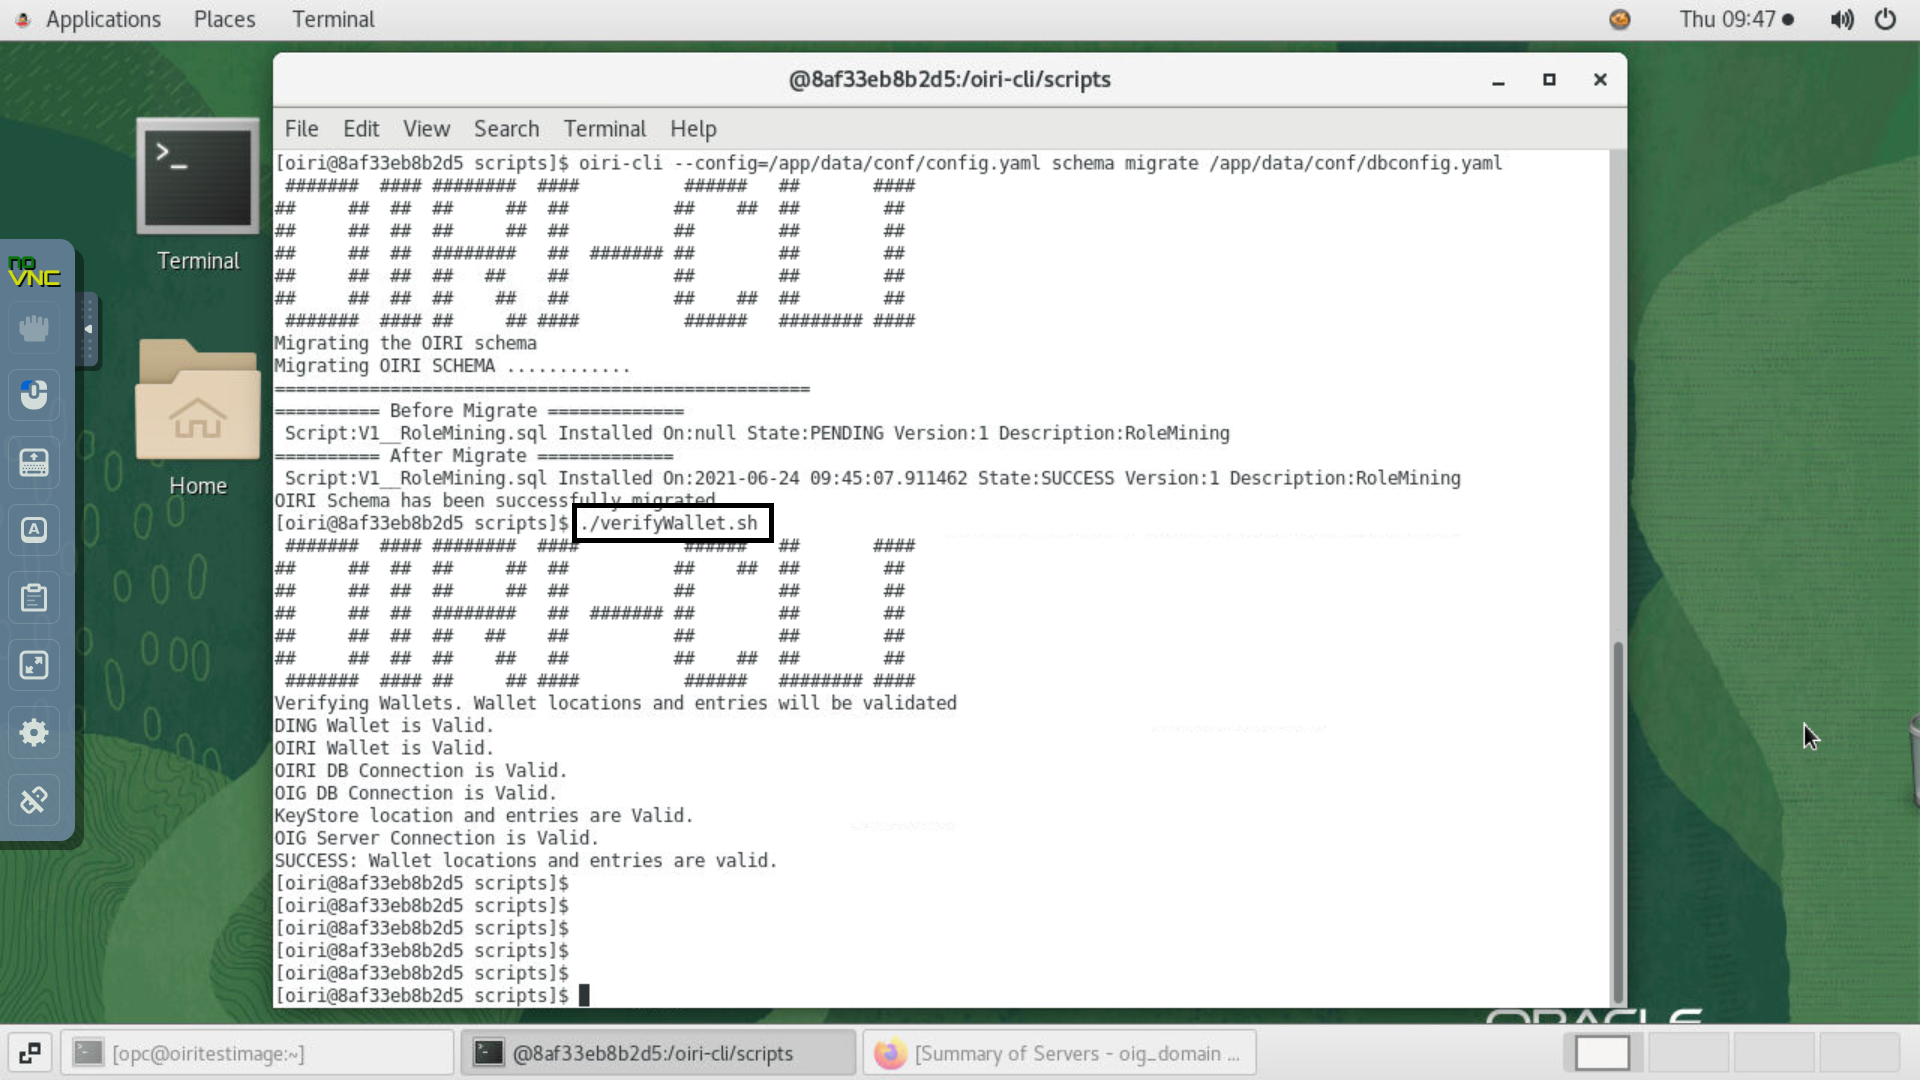 Applications Places Terminal Thu 09:47
@8af33eb8b2d5:/oiri-cli/scripts
File Edit View Search Terminal Help
[oiri@8af33eb8b2d5 scripts]$ oiri-cli --config=/app/data/conf/config.yaml schema migrate /app/data/conf/dbconfig.yaml
 #######  #### ########  ####          ######   ##       ####
##     ##  ##  ##     ##  ##          ##    ##  ##        ##
##     ##  ##  ##     ##  ##          ##        ##        ##
##     ##  ##  ########   ##  ####### ##        ##        ##
##     ##  ##  ##   ##    ##          ##        ##        ##
##     ##  ##  ##    ##   ##          ##    ##  ##        ##
 #######  #### ##     ## ####          ######   ######## ####
Migrating the OIRI schema
Migrating OIRI SCHEMA ............
===================================================
========== Before Migrate =============
 Script:V1__RoleMining.sql Installed On:null State:PENDING Version:1 Description:RoleMining
========== After Migrate =============
 Script:V1__RoleMining.sql Installed On:2021-06-24 09:45:07.911462 State:SUCCESS Version:1 Description:RoleMining
OIRI Schema has been successfully migrated
[oiri@8af33eb8b2d5 scripts]$ ./verifyWallet.sh
 #######  #### ########  ####          ######   ##       ####
##     ##  ##  ##     ##  ##          ##    ##  ##        ##
##     ##  ##  ##     ##  ##          ##        ##        ##
##     ##  ##  ########   ##  ####### ##        ##        ##
##     ##  ##  ##   ##    ##          ##        ##        ##
##     ##  ##  ##    ##   ##          ##    ##  ##        ##
 #######  #### ##     ## ####          ######   ######## ####
Verifying Wallets. Wallet locations and entries will be validated
DING Wallet is Valid.
OIRI Wallet is Valid.
OIRI DB Connection is Valid.
OIG DB Connection is Valid.
KeyStore location and entries are Valid.
OIG Server Connection is Valid.
SUCCESS: Wallet locations and entries are valid.
[oiri@8af33eb8b2d5 scripts]$
[oiri@8af33eb8b2d5 scripts]$
[oiri@8af33eb8b2d5 scripts]$
[oiri@8af33eb8b2d5 scripts]$
[oiri@8af33eb8b2d5 scripts]$
[oiri@8af33eb8b2d5 scripts]$
Terminal
Home
no
VNC
A
ORACLE
[opc@oiritestimage:~] @8af33eb8b2d5:/oiri-cli/scripts [Summary of Servers - oig_domain ...